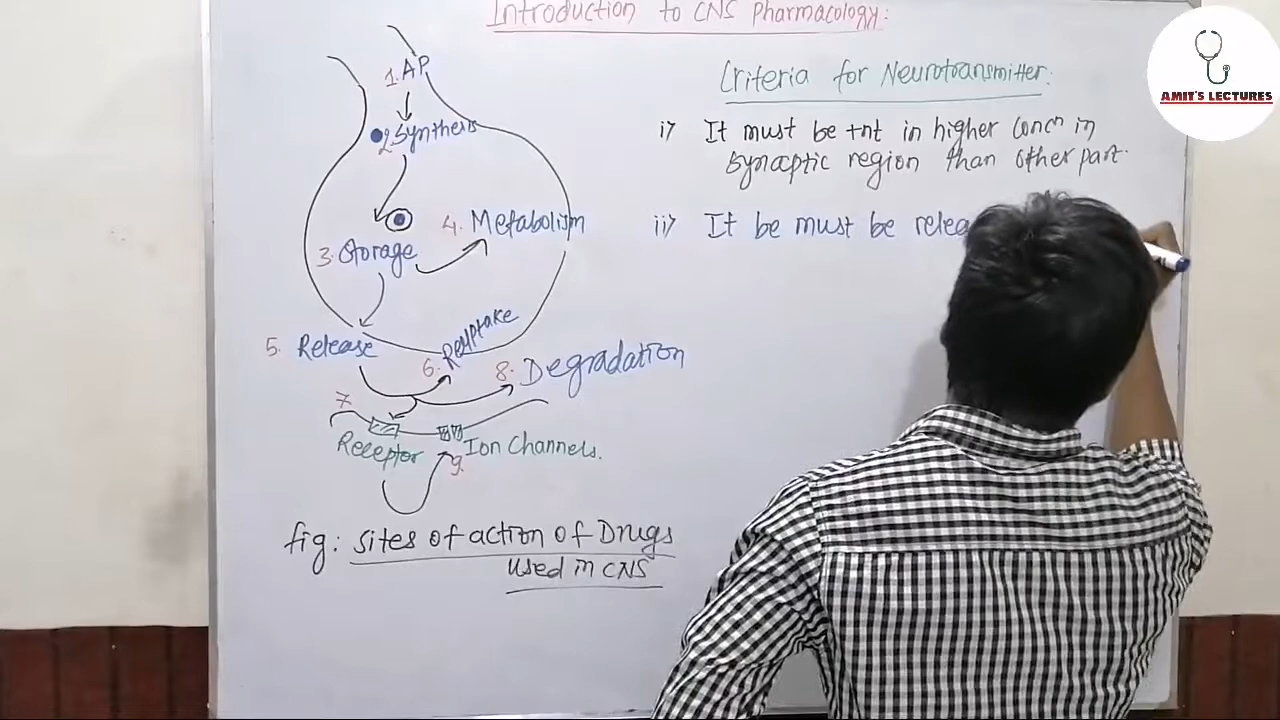 Introduction to CNS Pharmacology:
AMIT'S LECTURES
1. AP
2. Synthesis
3. Storage
4. Metabolism
5. Release
6. Reuptake
8. Degradation
7
Receptor
Ion Channels.
9.
fig: sites of action of Drugs
used in CNS
Criteria for Neurotransmitter:
i) It must be +nt in higher concn in
synaptic region than other part.
ii) It be must be